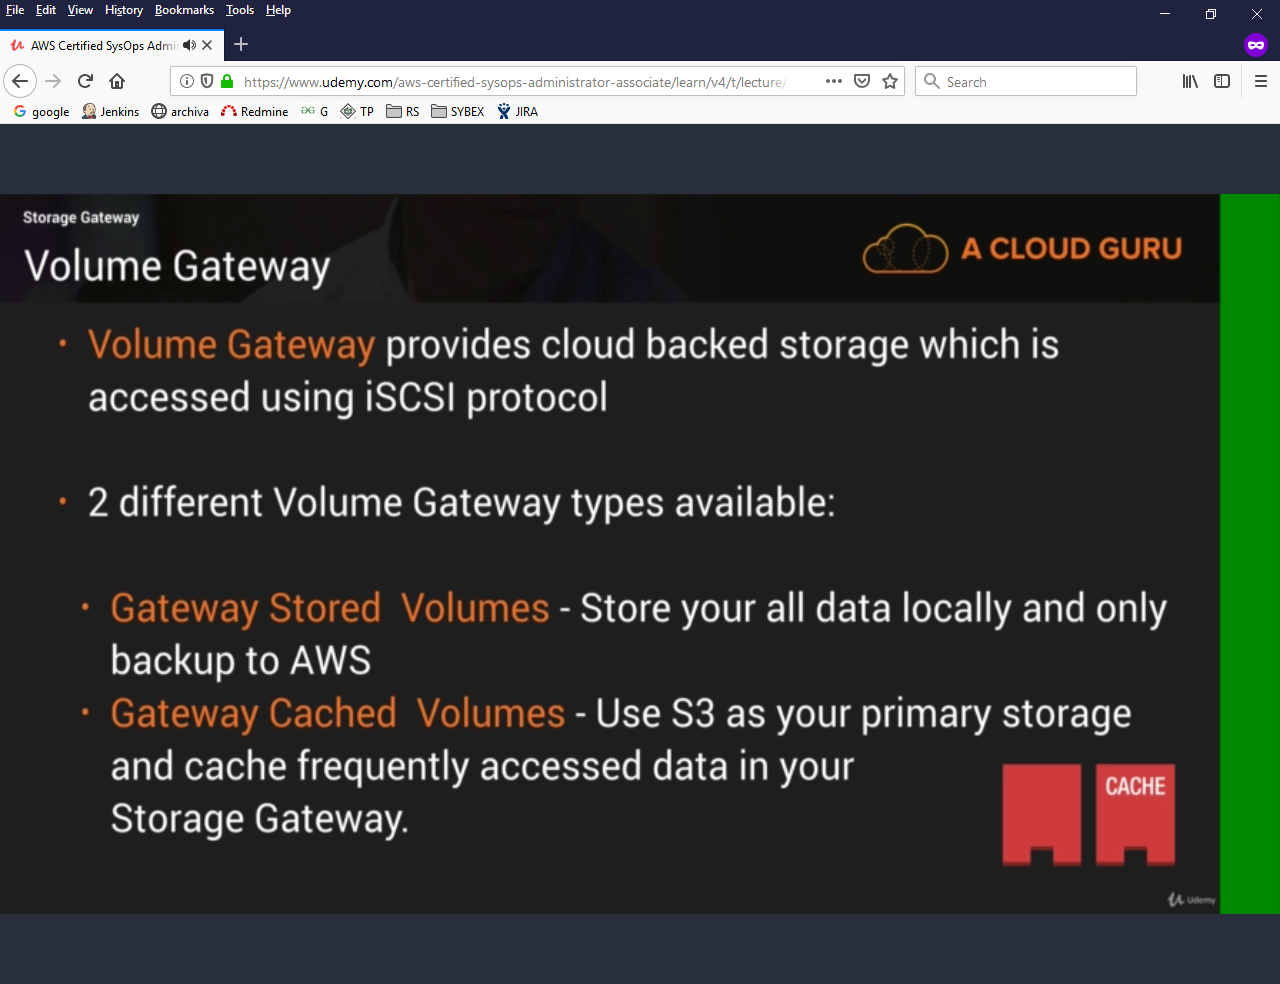 File Edit View History Bookmarks Tools Help
AWS Certified SysOps Admi
https://www.udemy.com/aws-certified-sysops-administrator-associate/learn/v4/t/lecture/
Search
google Jenkins archiva Redmine G TP RS SYBEX JIRA
Storage Gateway
Volume Gateway
A CLOUD GURU
• Volume Gateway provides cloud backed storage which is
accessed using iSCSI protocol
• 2 different Volume Gateway types available:
• Gateway Stored Volumes - Store your all data locally and only
backup to AWS
• Gateway Cached Volumes - Use S3 as your primary storage
and cache frequently accessed data in your
Storage Gateway.
CACHE
Udemy